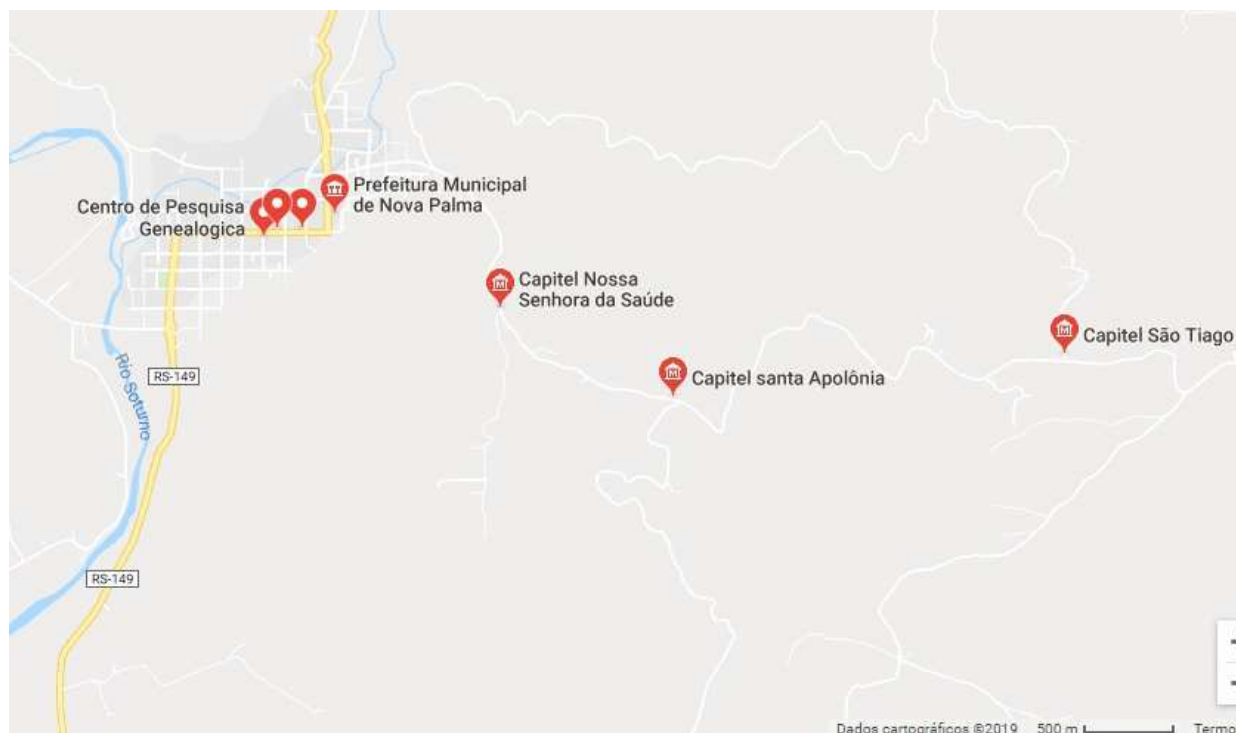 Prefeitura Municipal
de Nova Palma
Centro de Pesquisa
Genealogica
Capitel Nossa
Senhora da Saúde
Capitel São Tiago
Capitel santa Apolônia
RS-149
Rio Soturno
RS-149
Dados cartográficos ©2019 500 m Termo